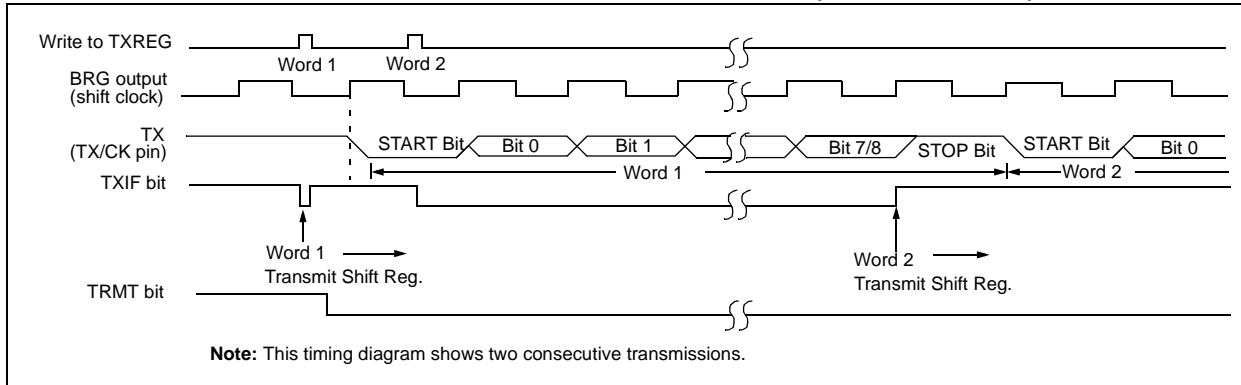 Write to TXREG
Word 1
Word 2
BRG output
(shift clock)
TX
(TX/CK pin)
START Bit
Bit 0
Bit 1
Bit 7/8
STOP Bit
START Bit
Bit 0
Word 1
Word 2
TXIF bit
Word 1
Transmit Shift Reg.
Word 2
Transmit Shift Reg.
TRMT bit
Note: This timing diagram shows two consecutive transmissions.